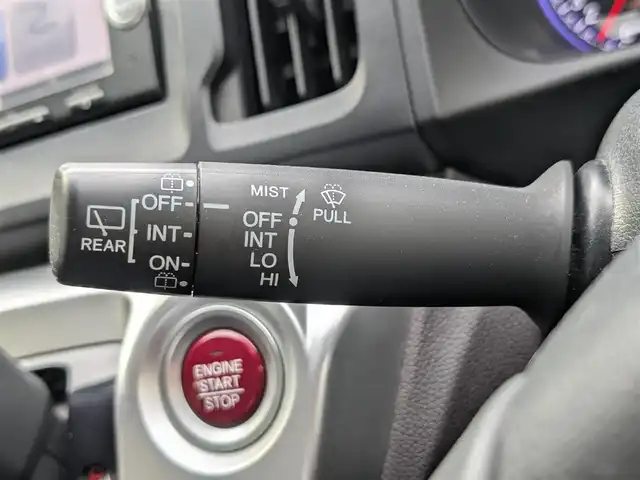 MIST
OFF
PULL
OFF
INT
INT
REAR
LO
ON
HI
ENGINE
START
STOP